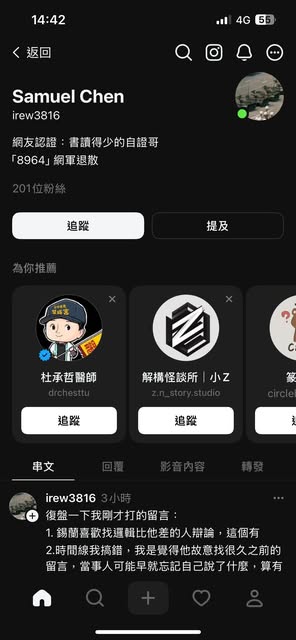 14:42
4G 55
返回
Samuel Chen
irew3816
網友認證：書讀得少的自證哥
「8964」網軍退散
201位粉絲
追蹤
提及
為你推薦
杜承哲醫師
drchesttu
追蹤
解構怪談所｜小Z
z.n_story.studio
追蹤
篆
circlel
串文
回覆
影音內容
轉發
irew3816 3小時
復盤一下我剛才打的留言：
1. 錫蘭喜歡找邏輯比他差的人辯論，這個有
2.時間線我搞錯，我是覺得他故意找很久之前的
留言，當事人可能早就忘記自己說了什麼，算有